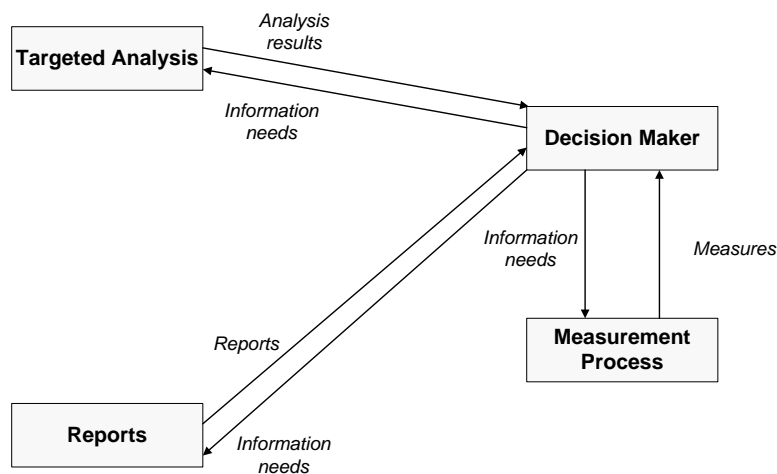 Analysis
results
Targeted Analysis
Information
needs
Decision Maker
Information
needs
Measures
Measurement
Process
Reports
Reports
Information
needs